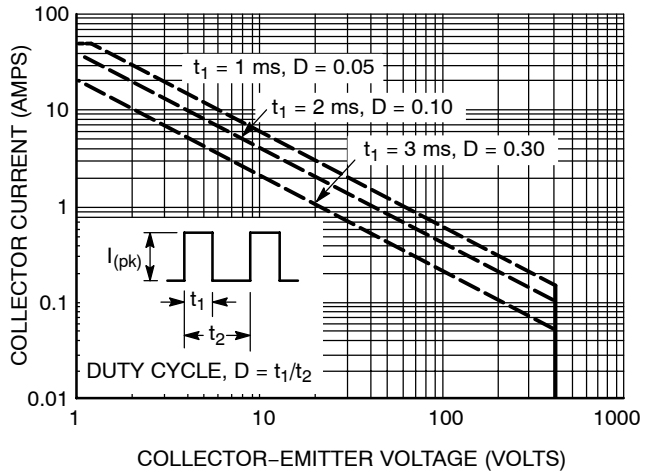 100
10
1
0.1
0.01
COLLECTOR CURRENT (AMPS)
t₁ = 1 ms, D = 0.05
t₁ = 2 ms, D = 0.10
t₁ = 3 ms, D = 0.30
I(pk)
t₁
t₂
DUTY CYCLE, D = t₁/t₂
1
10
100
1000
COLLECTOR−EMITTER VOLTAGE (VOLTS)